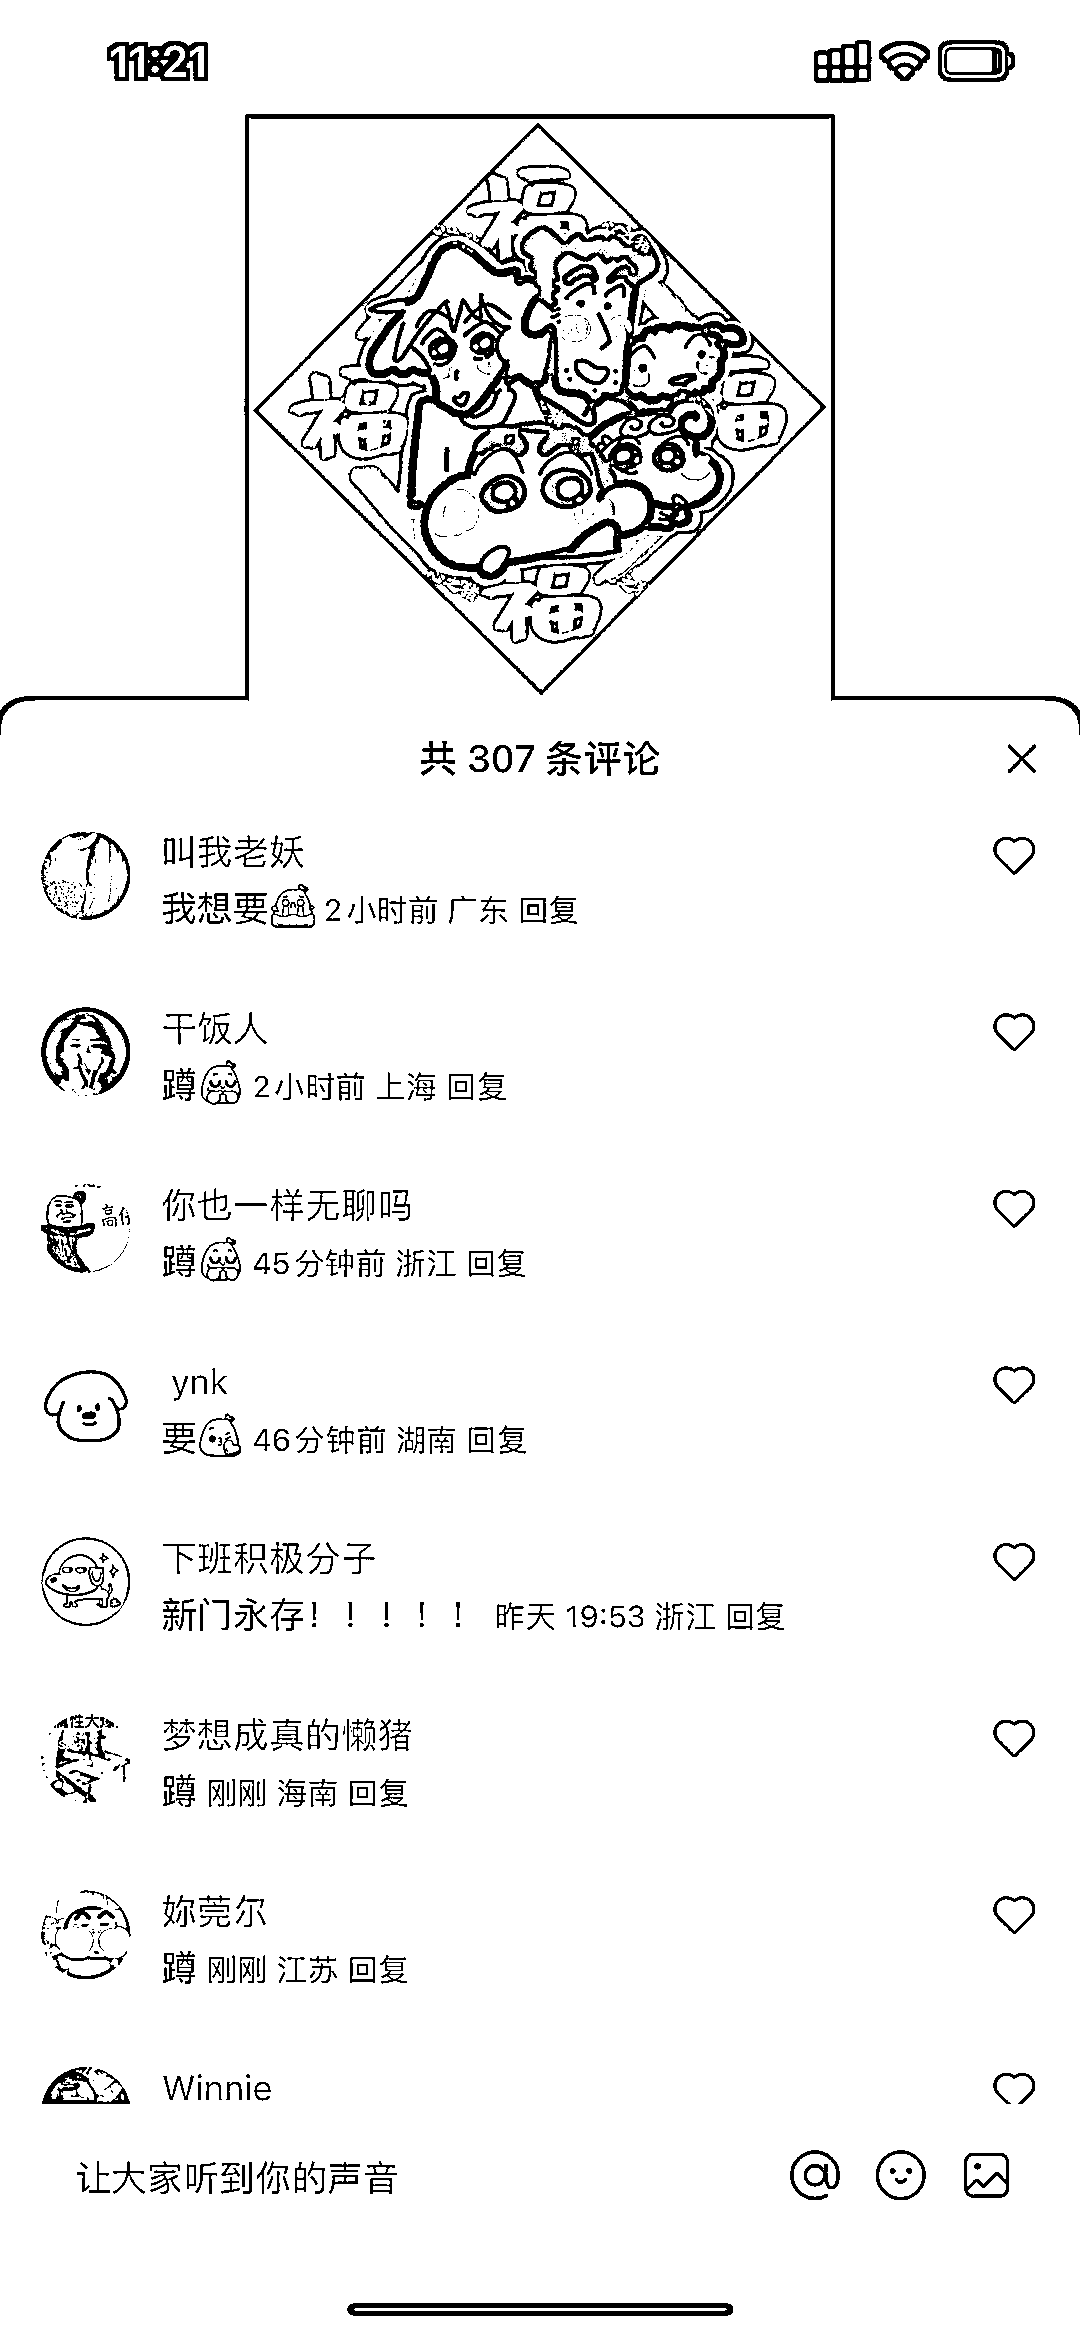 11:21
福
福
福
福
共 307 条评论
叫我老妖
我想要 2小时前 广东 回复
干饭人
蹲 2小时前 上海 回复
高
你也一样无聊吗
蹲 45分钟前 浙江 回复
ynk
要 46分钟前 湖南 回复
下班积极分子
新门永存！！！！！ 昨天 19:53 浙江 回复
性大
梦想成真的懒猪
蹲 刚刚 海南 回复
妳莞尔
蹲 刚刚 江苏 回复
Winnie
让大家听到你的声音